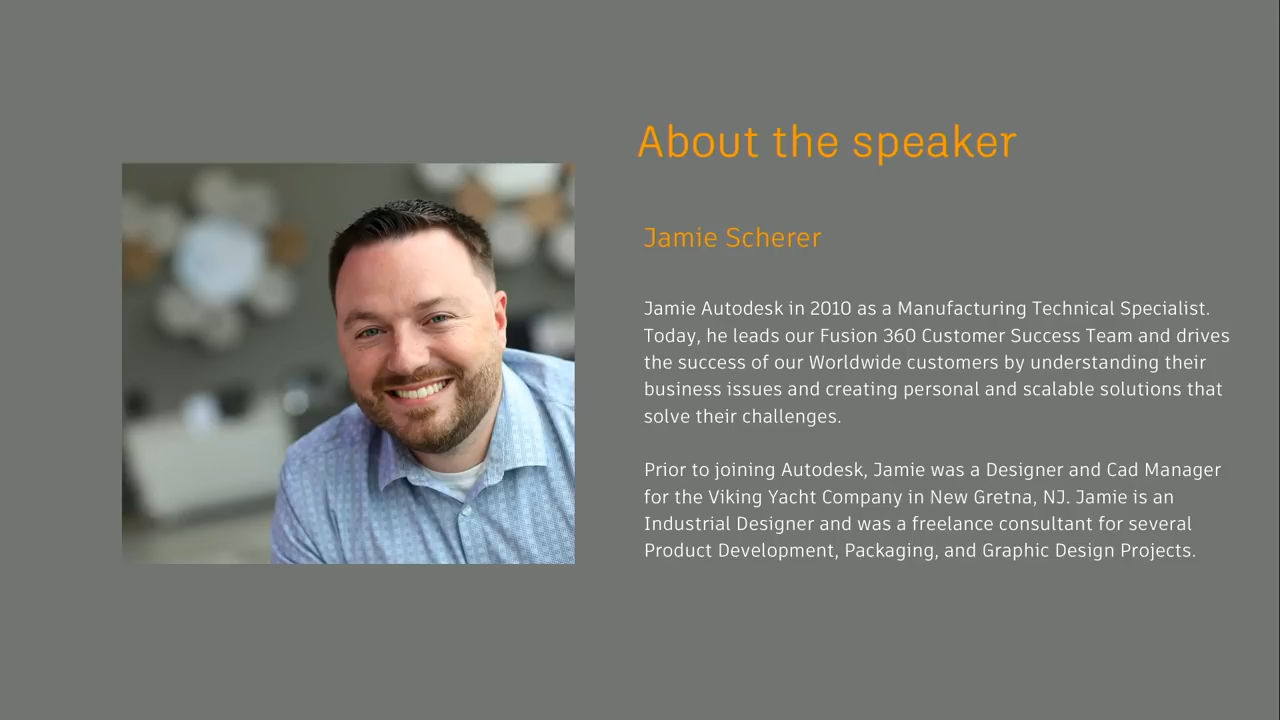 About the speaker
Jamie Scherer
Jamie Autodesk in 2010 as a Manufacturing Technical Specialist.
Today, he leads our Fusion 360 Customer Success Team and drives
the success of our Worldwide customers by understanding their
business issues and creating personal and scalable solutions that
solve their challenges.
Prior to joining Autodesk, Jamie was a Designer and Cad Manager
for the Viking Yacht Company in New Gretna, NJ. Jamie is an
Industrial Designer and was a freelance consultant for several
Product Development, Packaging, and Graphic Design Projects.